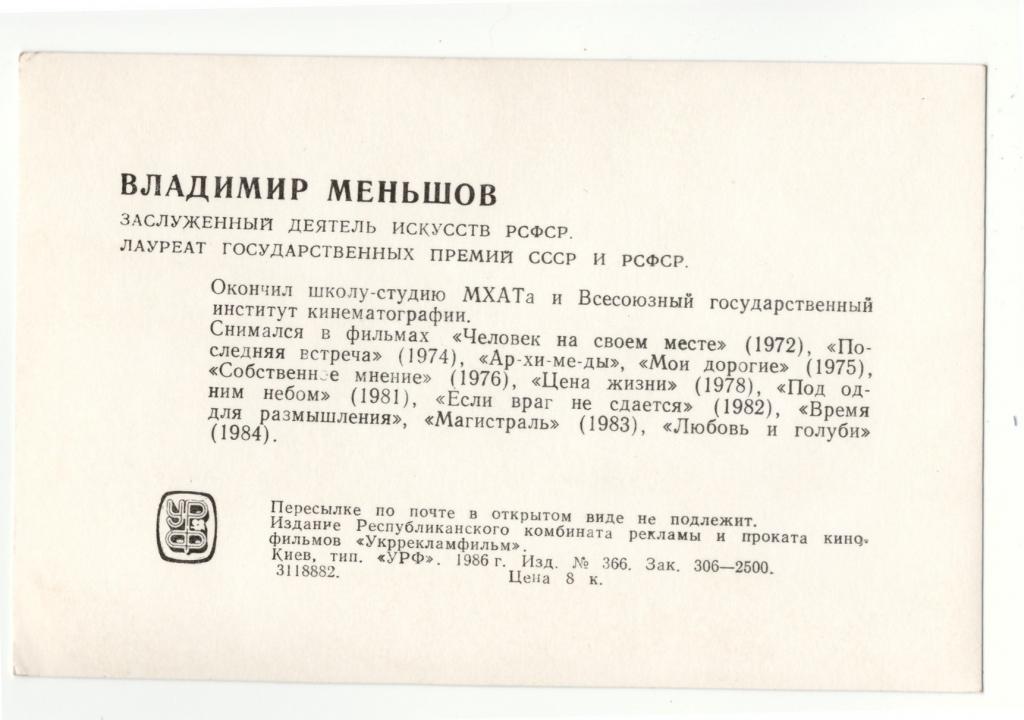 ВЛАДИМИР МЕНЬШОВ
ЗАСЛУЖЕННЫЙ ДЕЯТЕЛЬ ИСКУССТВ РСФСР.
ЛАУРЕАТ ГОСУДАРСТВЕННЫХ ПРЕМИЙ СССР И РСФСР.
Окончил школу-студию МХАТа и Всесоюзный государственный
институт кинематографии.
Снимался в фильмах «Человек на своем месте» (1972), «По-
следняя встреча» (1974), «Ар-хи-ме-ды», «Мои дорогие» (1975),
«Собственное мнение» (1976), «Цена жизни» (1978), «Под од-
ним небом» (1981), «Если враг не сдается» (1982), «Время
для размышления», «Магистраль» (1983), «Любовь и голуби»
(1984).
УРФ
Пересылке по почте в открытом виде не подлежит.
Издание Республиканского комбината рекламы и проката кино-
фильмов «Укррекламфильм».
Киев, тип. «УРФ». 1986 г. Изд. № 366. Зак. 306—2500.
3118882. Цена 8 к.